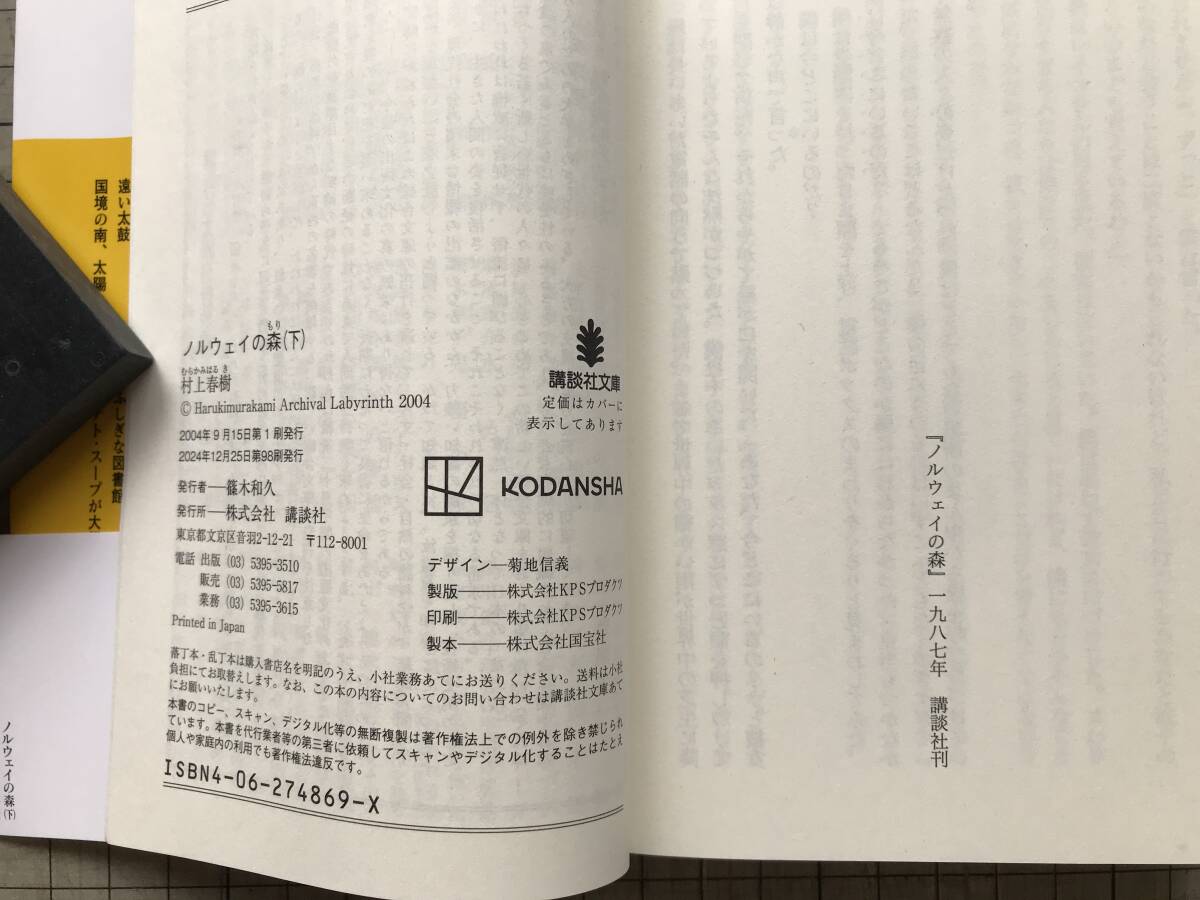 『ノルウェイの森』一九八七年　講談社刊
もり
ノルウェイの森(下)
むらかみはる き
村上春樹
© Harukimurakami Archival Labyrinth 2004
2004年9月15日第1刷発行
2024年12月25日第98刷発行
発行者――篠木和久
発行所――株式会社 講談社
東京都文京区音羽2-12-21 〒112-8001
電話 出版 (03) 5395-3510
販売 (03) 5395-5817
業務 (03) 5395-3615
Printed in Japan
講談社文庫
定価はカバーに
表示してあります
KODANSHA
デザイン―菊地信義
製版―――株式会社KPSプロダクツ
印刷―――株式会社KPSプロダクツ
製本―――株式会社国宝社
落丁本・乱丁本は購入書店名を明記のうえ、小社業務あてにお送りください。送料は小社
負担にてお取替えします。なお、この本の内容についてのお問い合わせは講談社文庫あて
にお願いいたします。
本書のコピー、スキャン、デジタル化等の無断複製は著作権法上での例外を除き禁じられ
ています。本書を代行業者等の第三者に依頼してスキャンやデジタル化することはたとえ
個人や家庭内の利用でも著作権法違反です。
ISBN4-06-274869-X
遠い太鼓
国境の南、太陽
ふしぎな図書館
ト・スープが大
ノルウェイの森(下)